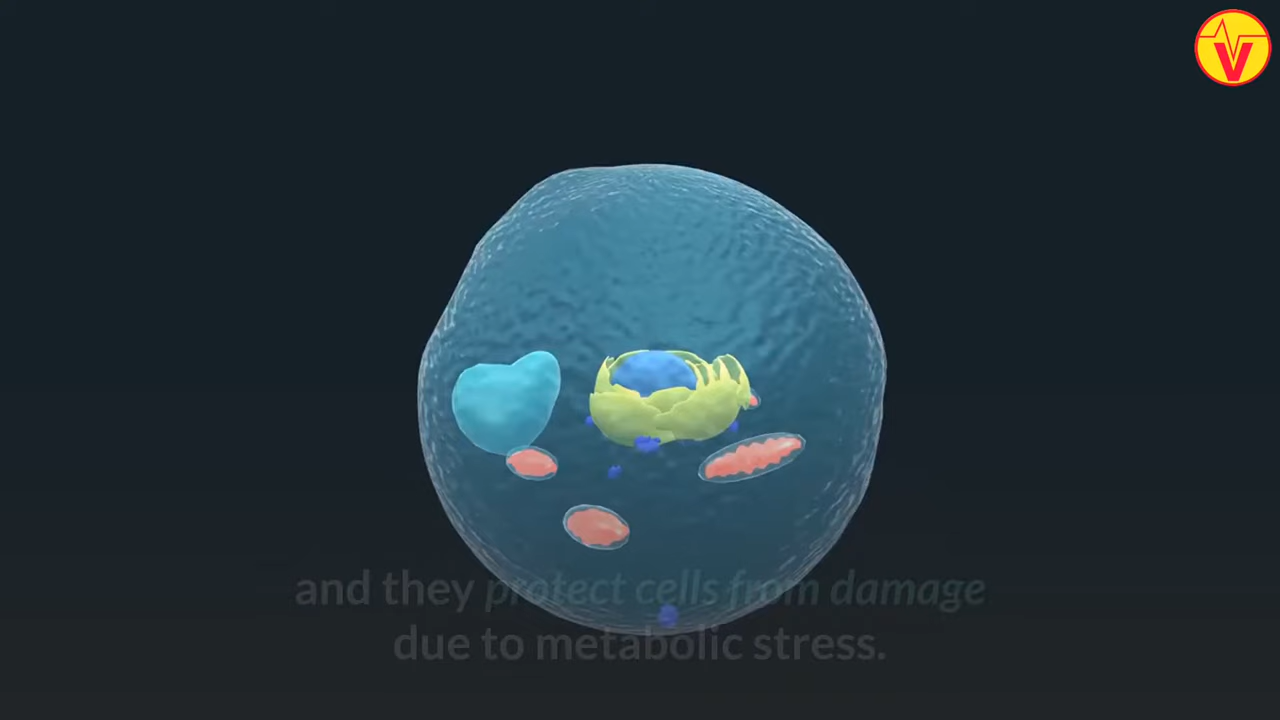 V
and they protect cells from damage
due to metabolic stress.